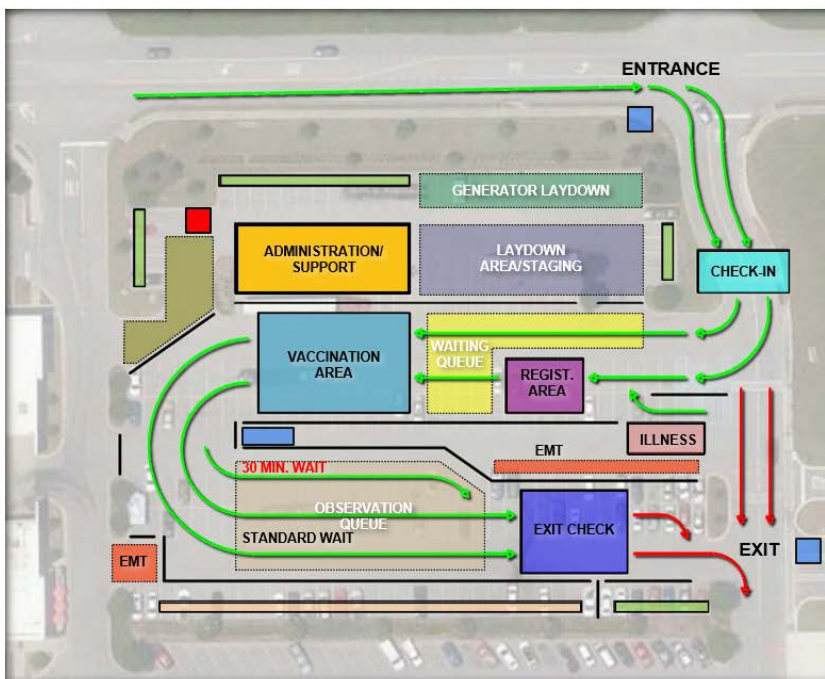 ENTRANCE
GENERATOR LAYDOWN
ADMINISTRATION/
SUPPORT
LAYDOWN
AREA/STAGING
CHECK-IN
VACCINATION
AREA
WAITING
QUEUE
REGIST.
AREA
ILLNESS
EMT
30 MIN. WAIT
OBSERVATION
QUEUE
STANDARD WAIT
EXIT CHECK
EXIT
EMT